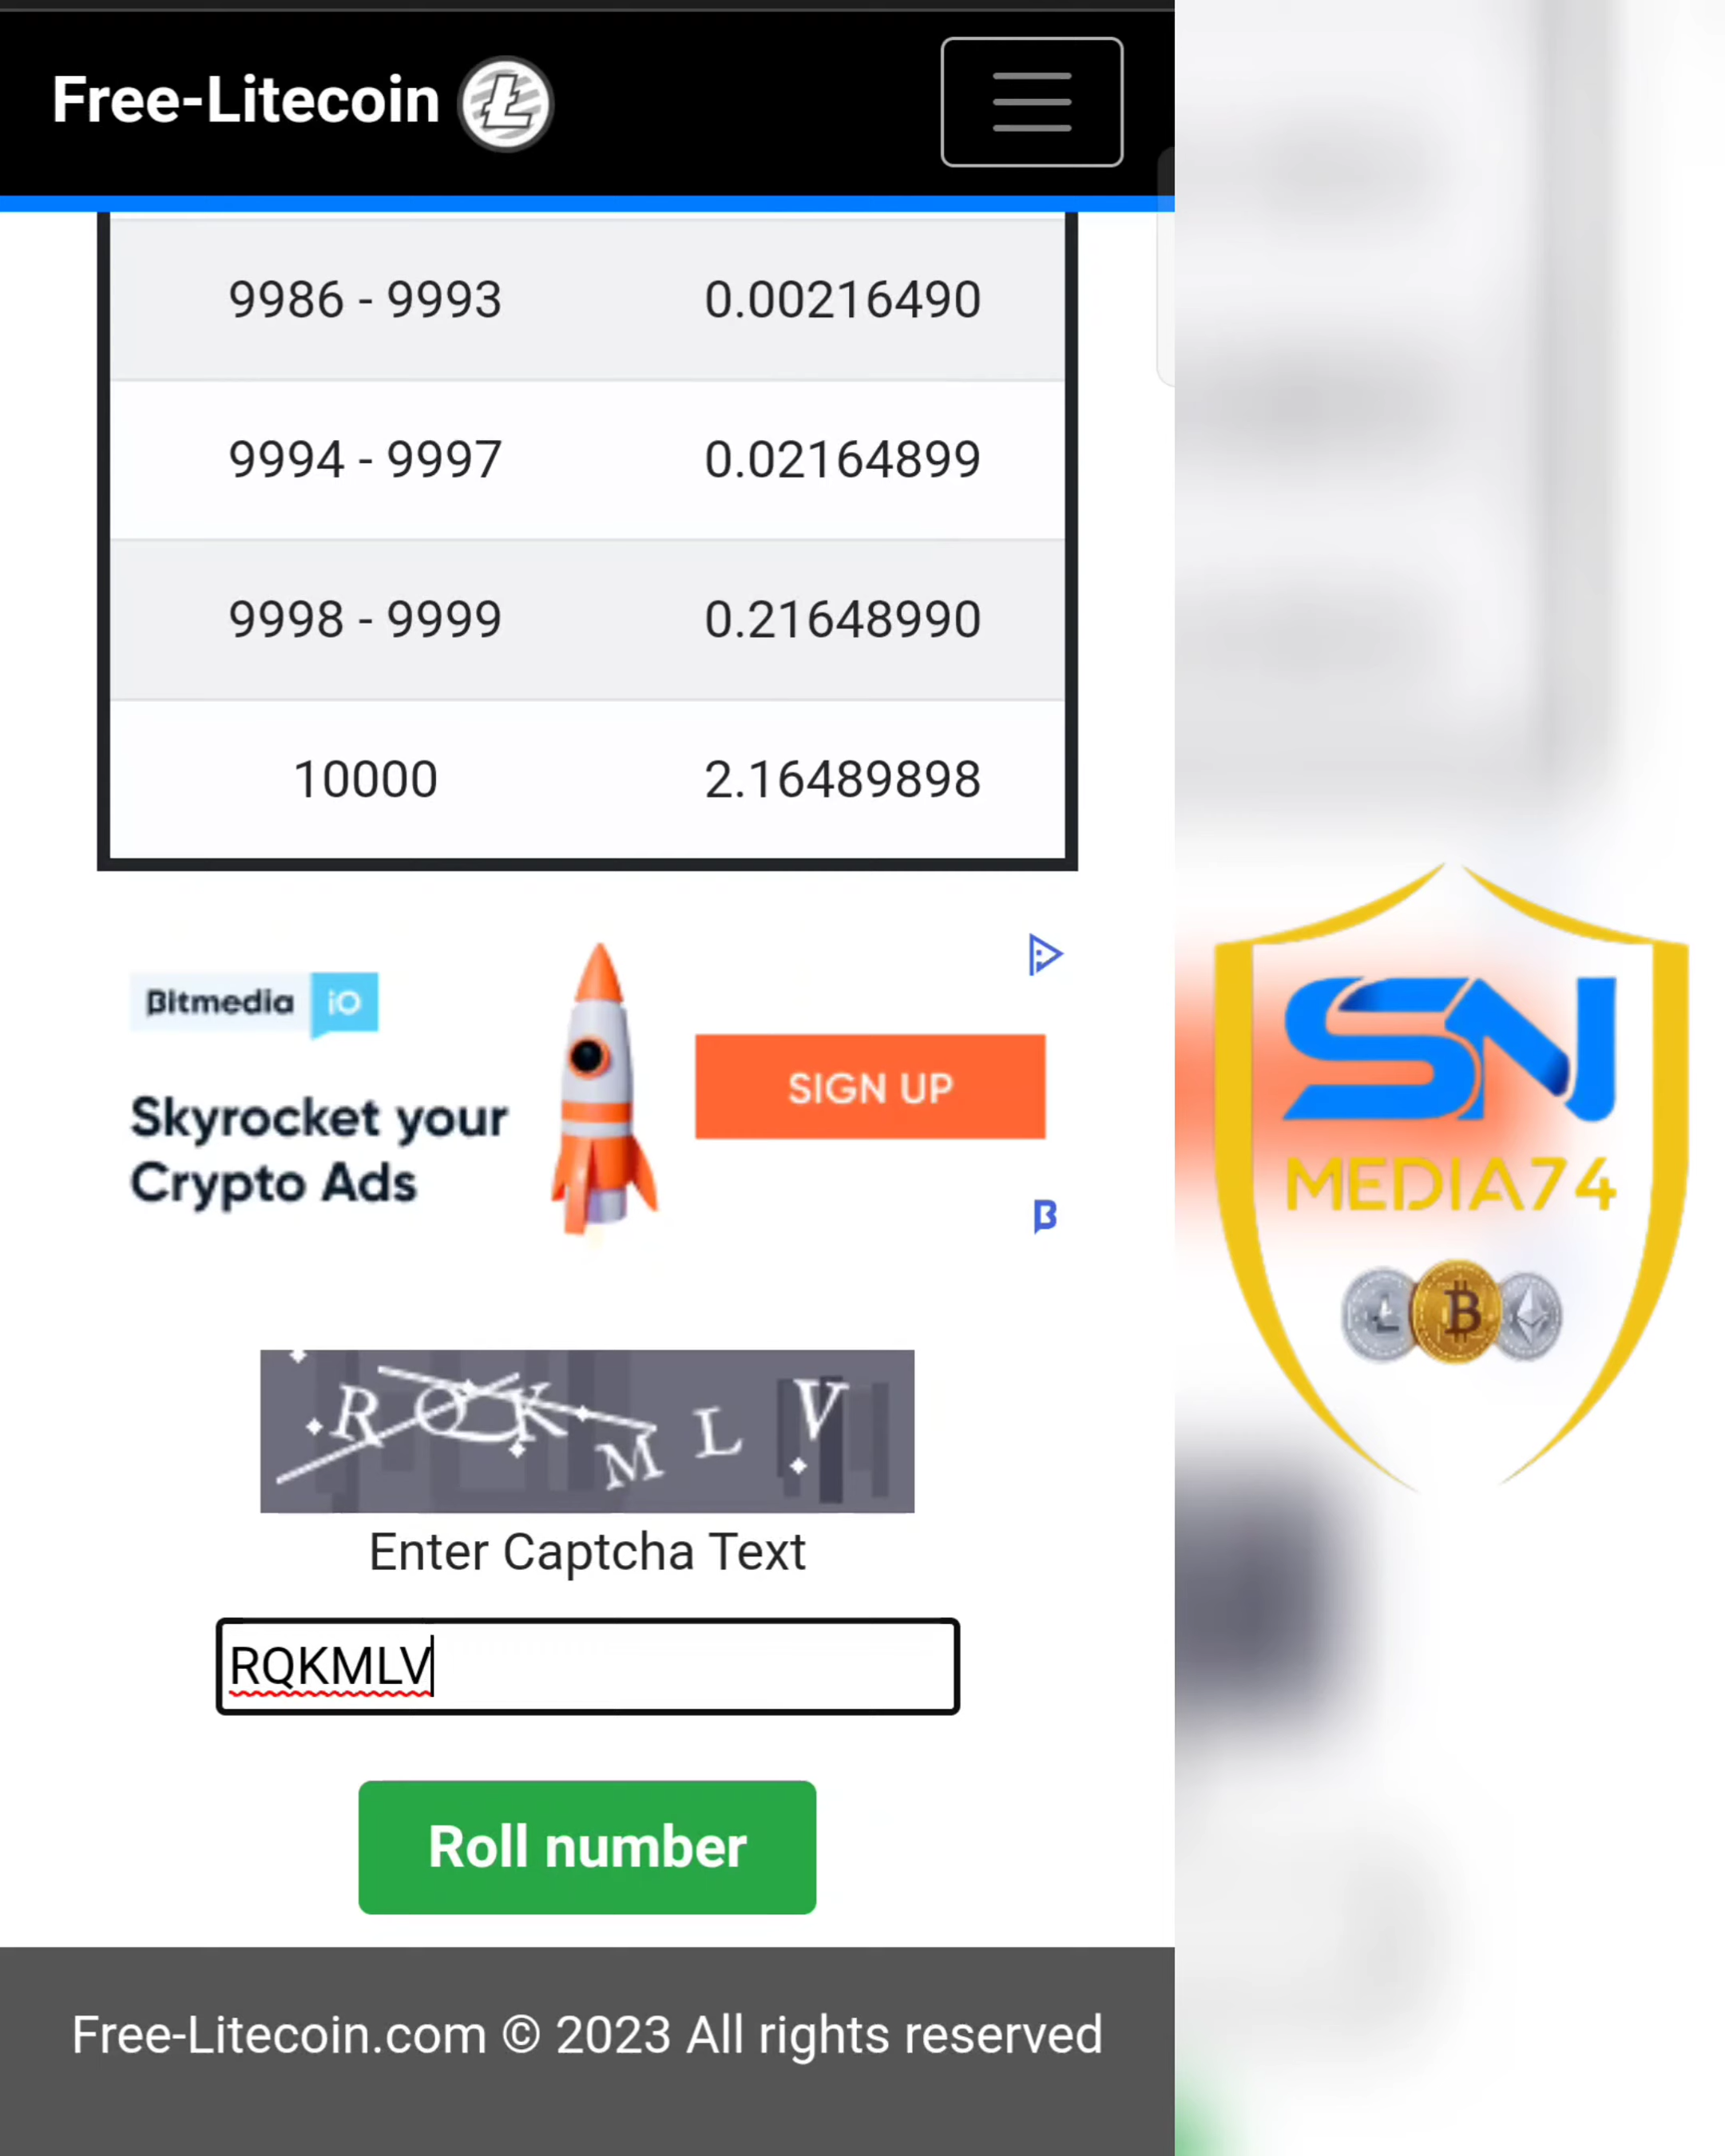 Free-Litecoin
9986 - 9993 0.00216490
9994 - 9997 0.02164899
9998 - 9999 0.21648990
10000 2.16489898
Bitmedia iO
Skyrocket your
Crypto Ads
SIGN UP
RQKMLV
Enter Captcha Text
RQKMLV
Roll number
Free-Litecoin.com © 2023 All rights reserved
SN
MEDIA74